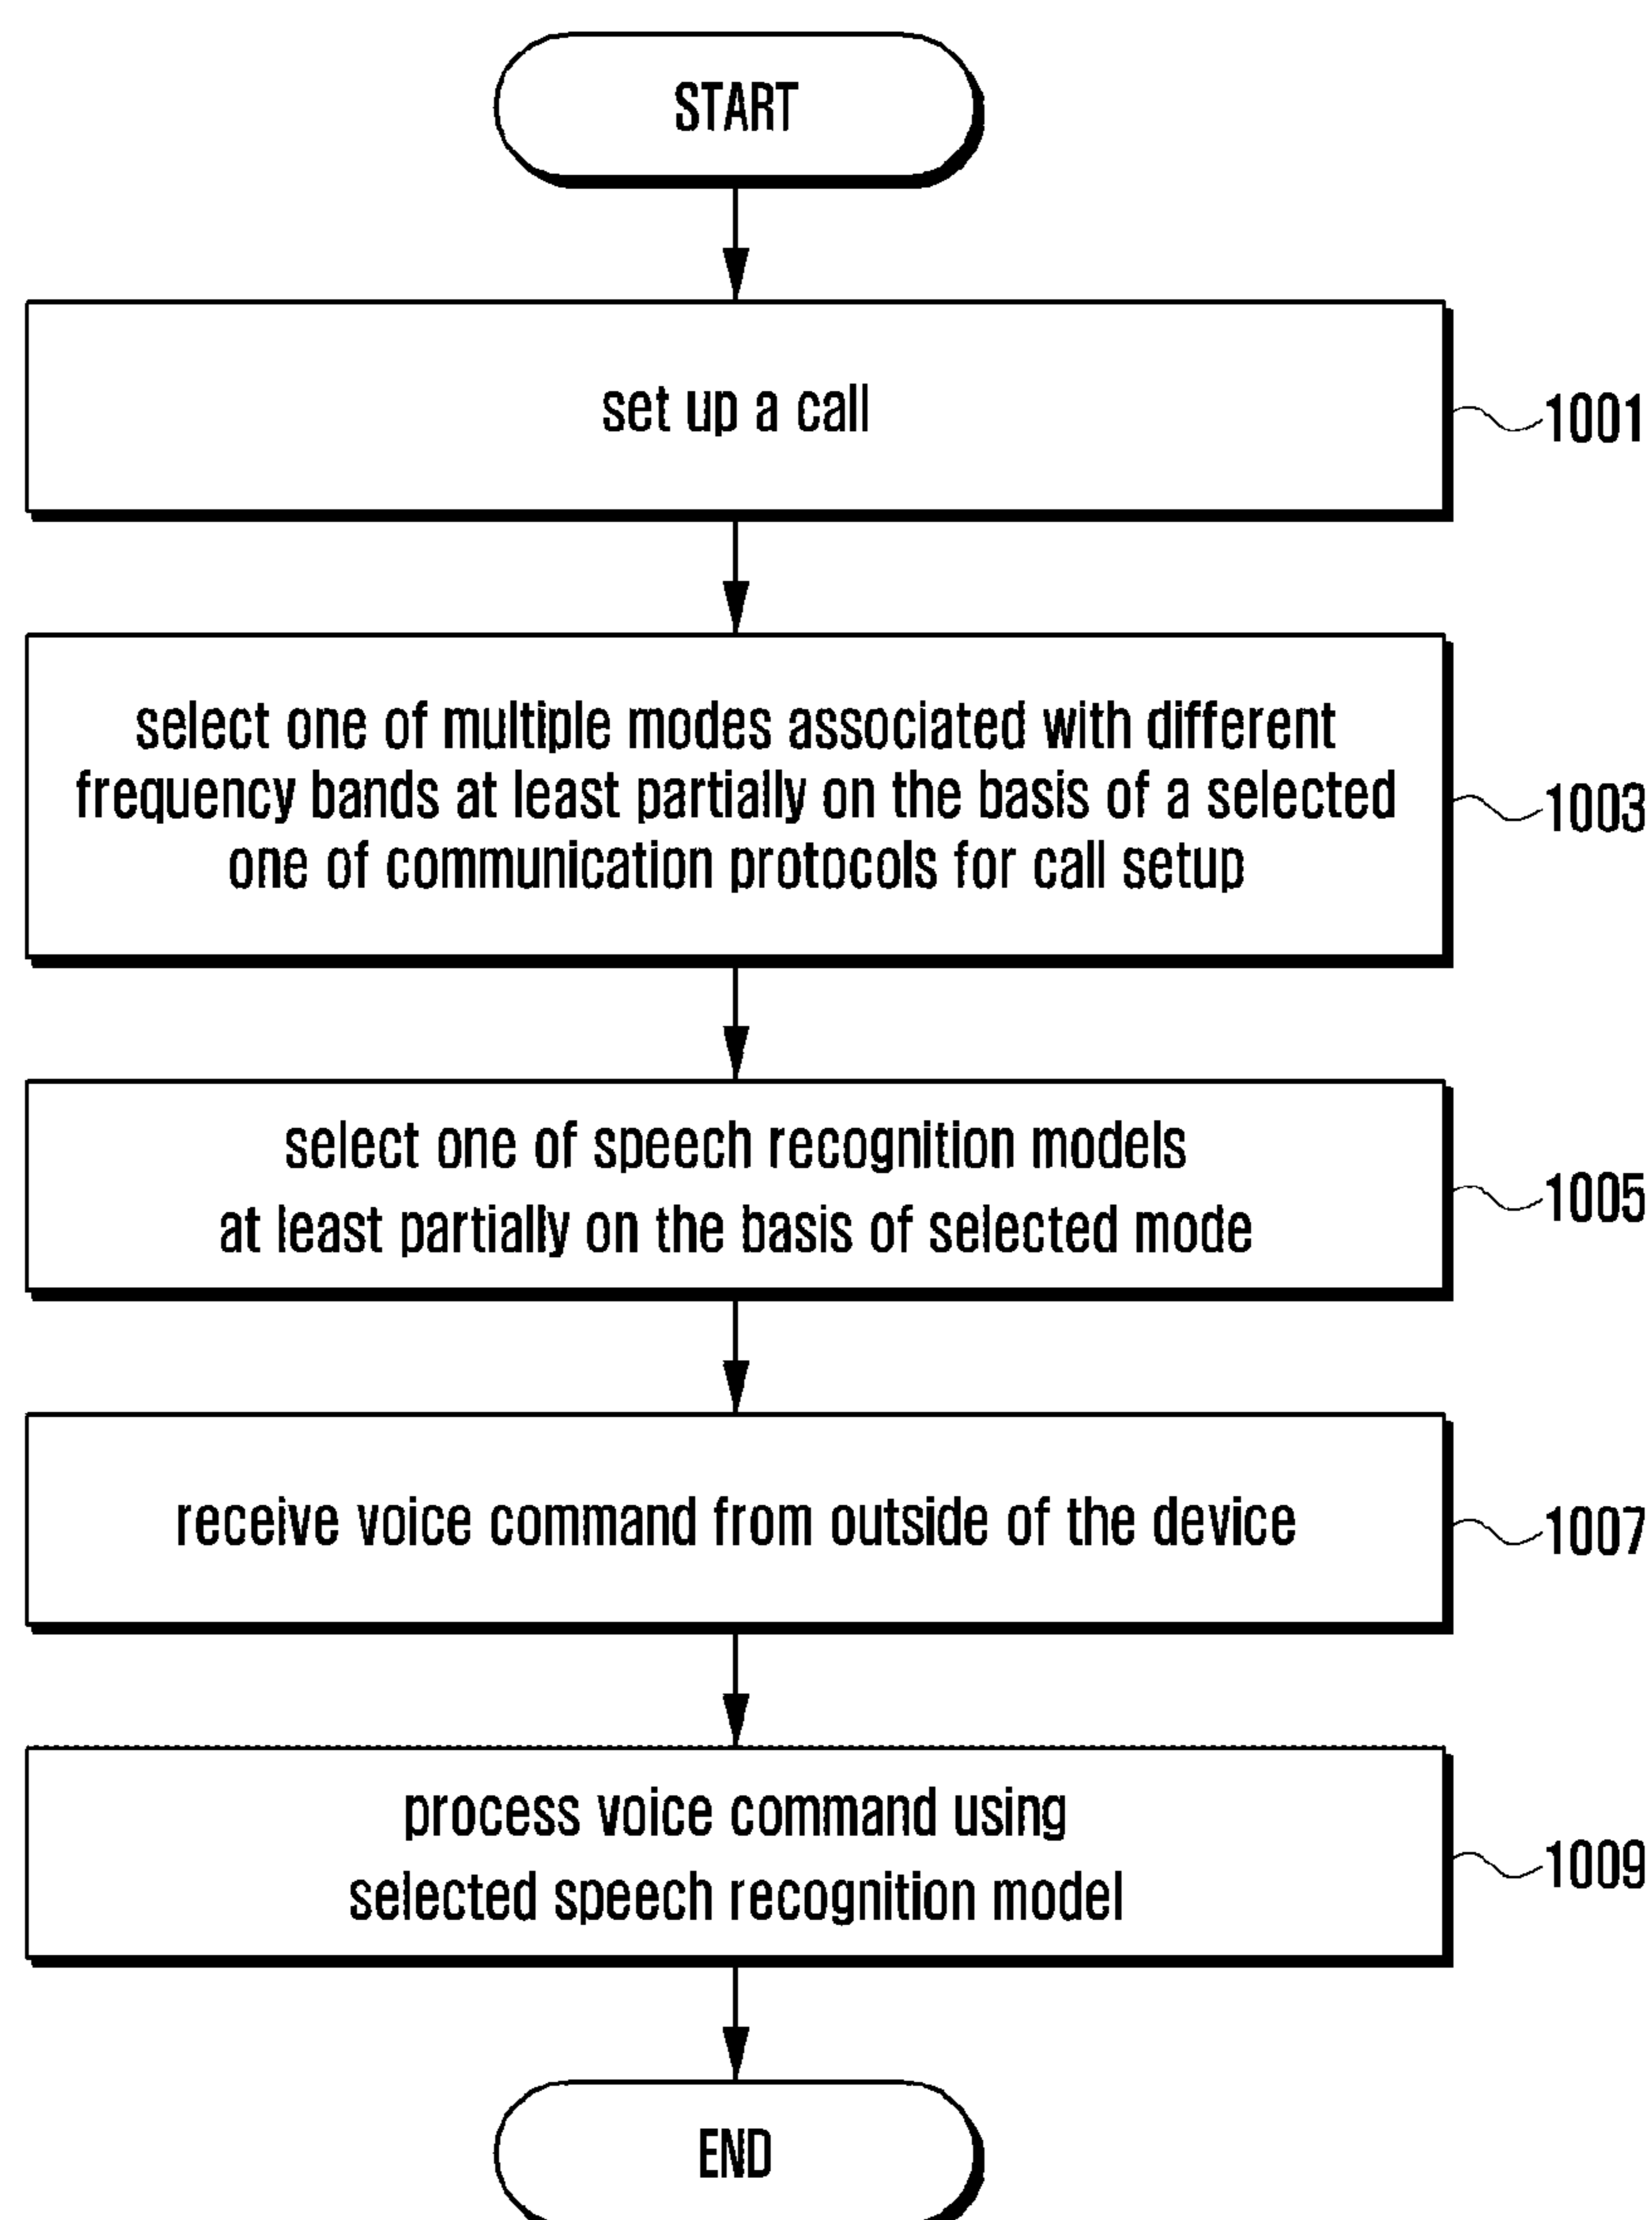 START
set up a call
1001
select one of multiple modes associated with different
frequency bands at least partially on the basis of a selected
one of communication protocols for call setup
1003
select one of speech recognition models
at least partially on the basis of selected mode
1005
receive voice command from outside of the device
1007
process voice command using
selected speech recognition model
1009
END